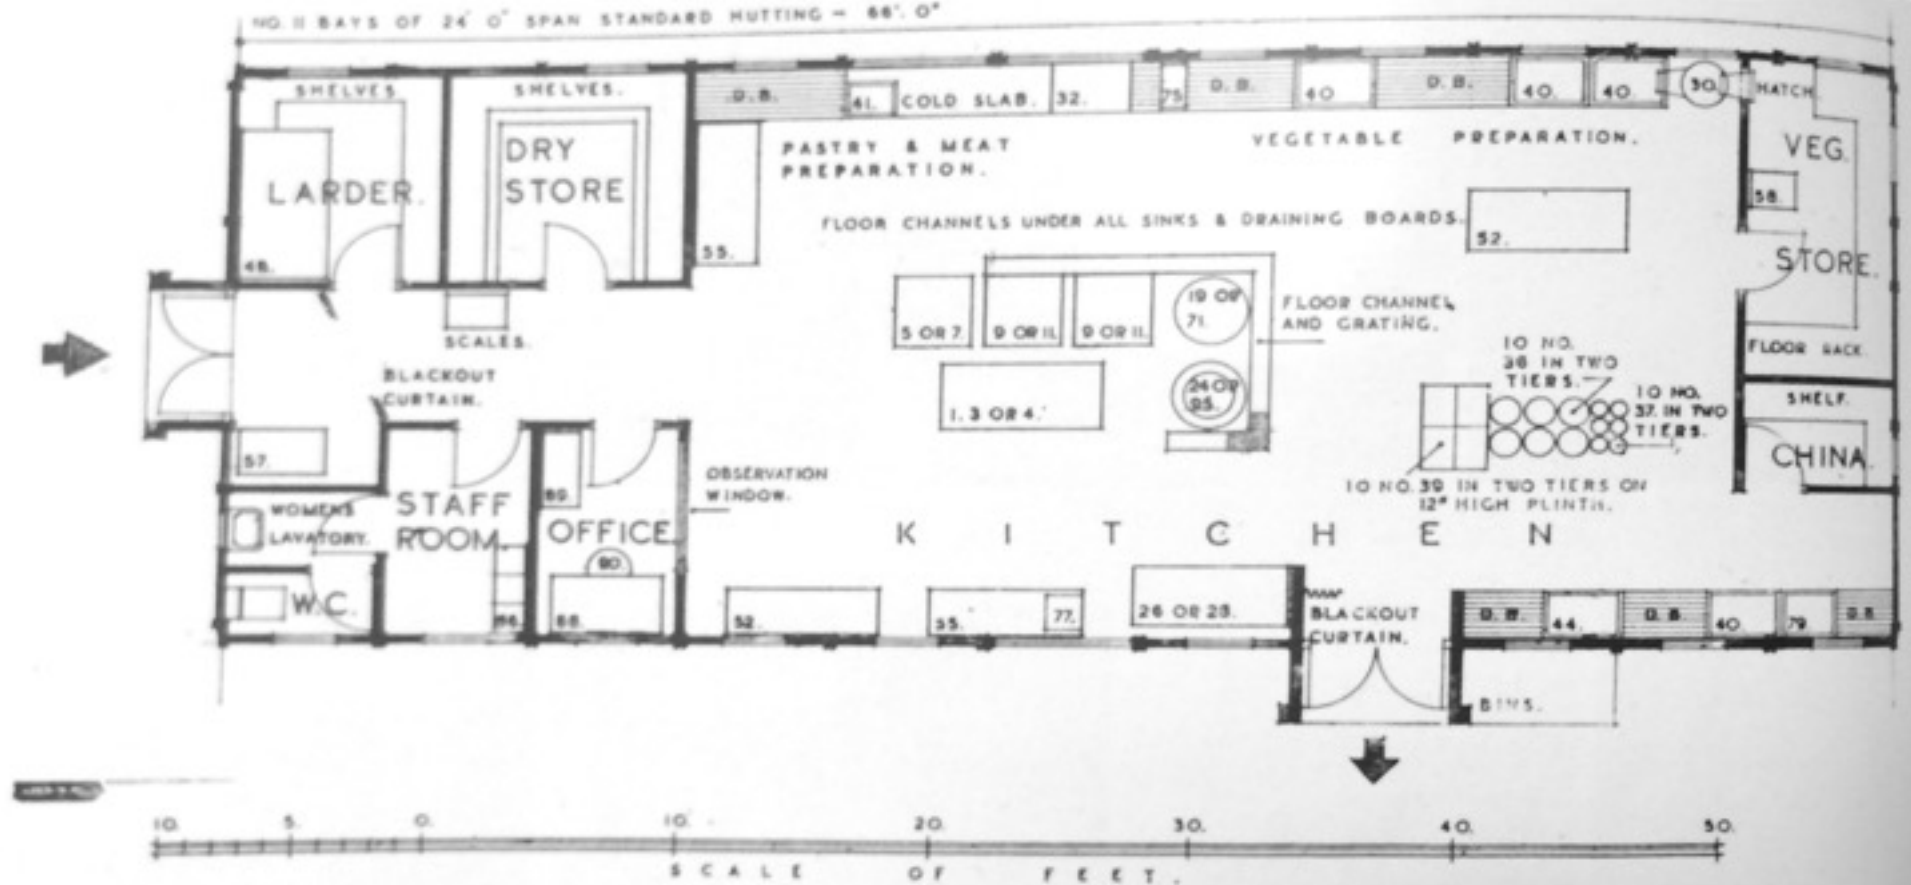 NO. 11 BAYS OF 24' 0" SPAN STANDARD HUTTING — 66'. 0"
SHELVES
LARDER.
48.
SHELVES.
DRY
STORE
SCALES.
BLACKOUT
CURTAIN.
57.
WOMENS
LAVATORY.
W.C.
STAFF
ROOM
86.
89.
OFFICE
90.
88.
OBSERVATION
WINDOW.
D.B.
41.
COLD SLAB.
32.
75
D.B.
40
D.B.
40.
40.
30.
HATCH
PASTRY & MEAT
PREPARATION.
VEGETABLE PREPARATION.
55.
FLOOR CHANNELS UNDER ALL SINKS & DRAINING BOARDS.
52.
VEG.
58.
STORE.
FLOOR RACK.
SHELF.
CHINA.
5 OR 7.
9 OR 11.
9 OR 11.
19 OR
71.
FLOOR CHANNEL
AND GRATING.
1. 3 OR 4.
24 OR
25.
10 NO.
36 IN TWO
TIERS.
10 NO.
37. IN TWO
TIERS.
10 NO. 39 IN TWO TIERS ON
12" HIGH PLINTH.
KITCHEN
52.
55.
77.
26 OR 28.
BLACKOUT
CURTAIN.
D.B.
44.
D.B.
40.
79
D.B.
BINS.
10. 5. 0. 10. 20. 30. 40. 50.
SCALE OF FEET.